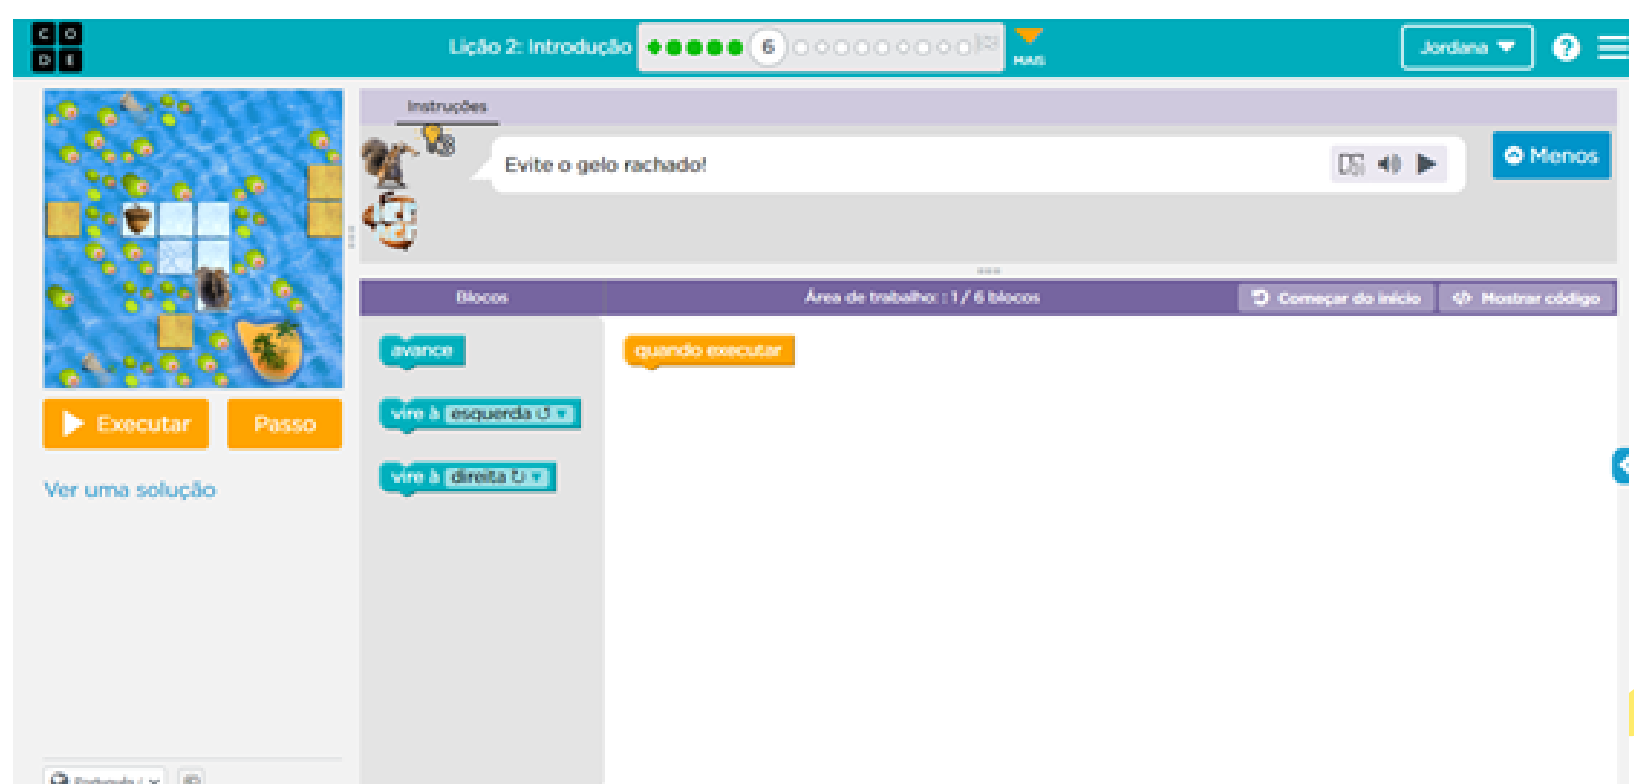 C O
D E
Lição 2: Introdução
6
MAIS
Jordana
?
Instruções
Evite o gelo rachado!
Menos
Blocos
Área de trabalho: : 1 / 6 blocos
Começar do início
Mostrar código
avance
quando executar
vire à esquerda
vire à direita
Executar
Passo
Ver uma solução